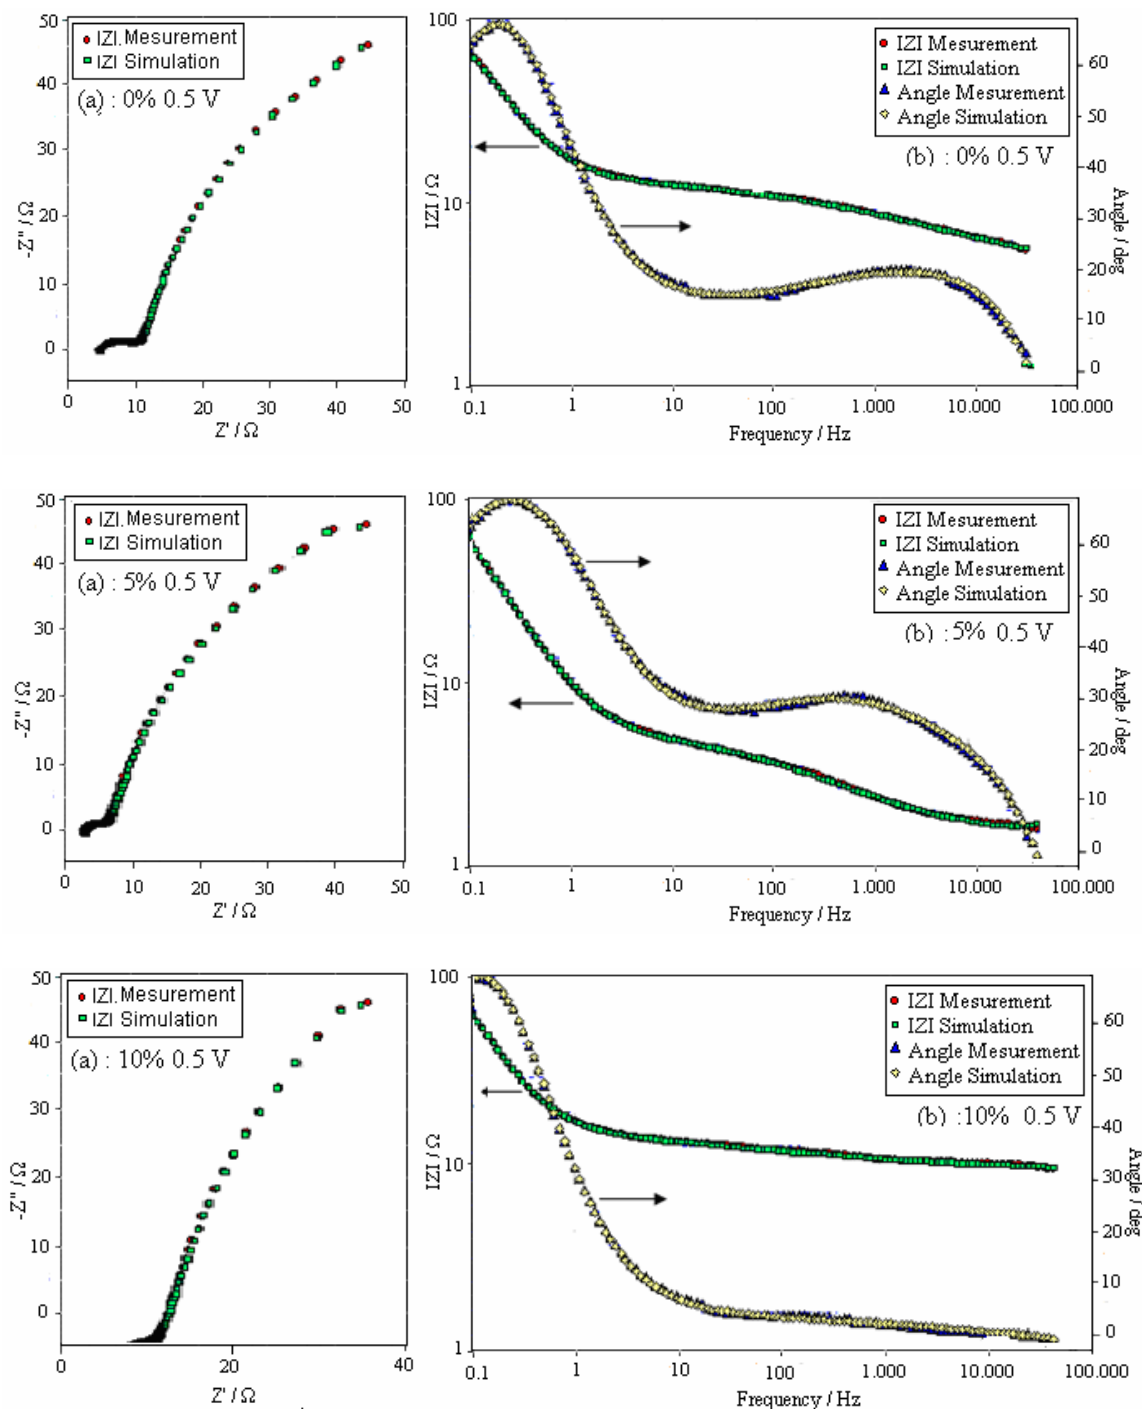 50
40
30
20
10
0
-Z" / Ω
IZI. Mesurement
IZI Simulation
(a) : 0% 0.5 V
0 10 20 30 40 50
Z' / Ω
100
10
1
IZI / Ω
IZI Mesurement
IZI Simulation
Angle Mesurement
Angle Simulation
(b) : 0% 0.5 V
60
50
40
30
20
10
0
Angle / deg
0.1 1 10 100 1.000 10.000 100.000
Frequency / Hz
50
40
30
20
10
0
-Z" / Ω
IZI. Mesurement
IZI Simulation
(a) : 5% 0.5 V
0 10 20 30 40 50
Z' / Ω
100
10
1
IZI / Ω
IZI Mesurement
IZI Simulation
Angle Mesurement
Angle Simulation
(b) : 5% 0.5 V
60
50
40
30
20
10
0
Angle / deg
0.1 1 10 100 1.000 10.000 100.000
Frequency / Hz
50
40
30
20
10
0
-Z" / Ω
IZI. Mesurement
IZI Simulation
(a) : 10% 0.5 V
0 20 40
Z' / Ω
100
10
1
IZI / Ω
IZI Mesurement
IZI Simulation
Angle Mesurement
Angle Simulation
(b) :10% 0.5 V
60
50
40
30
20
10
0
Angle / deg
0.1 1 10 100 1.000 10.000 100.000
Frequency / Hz